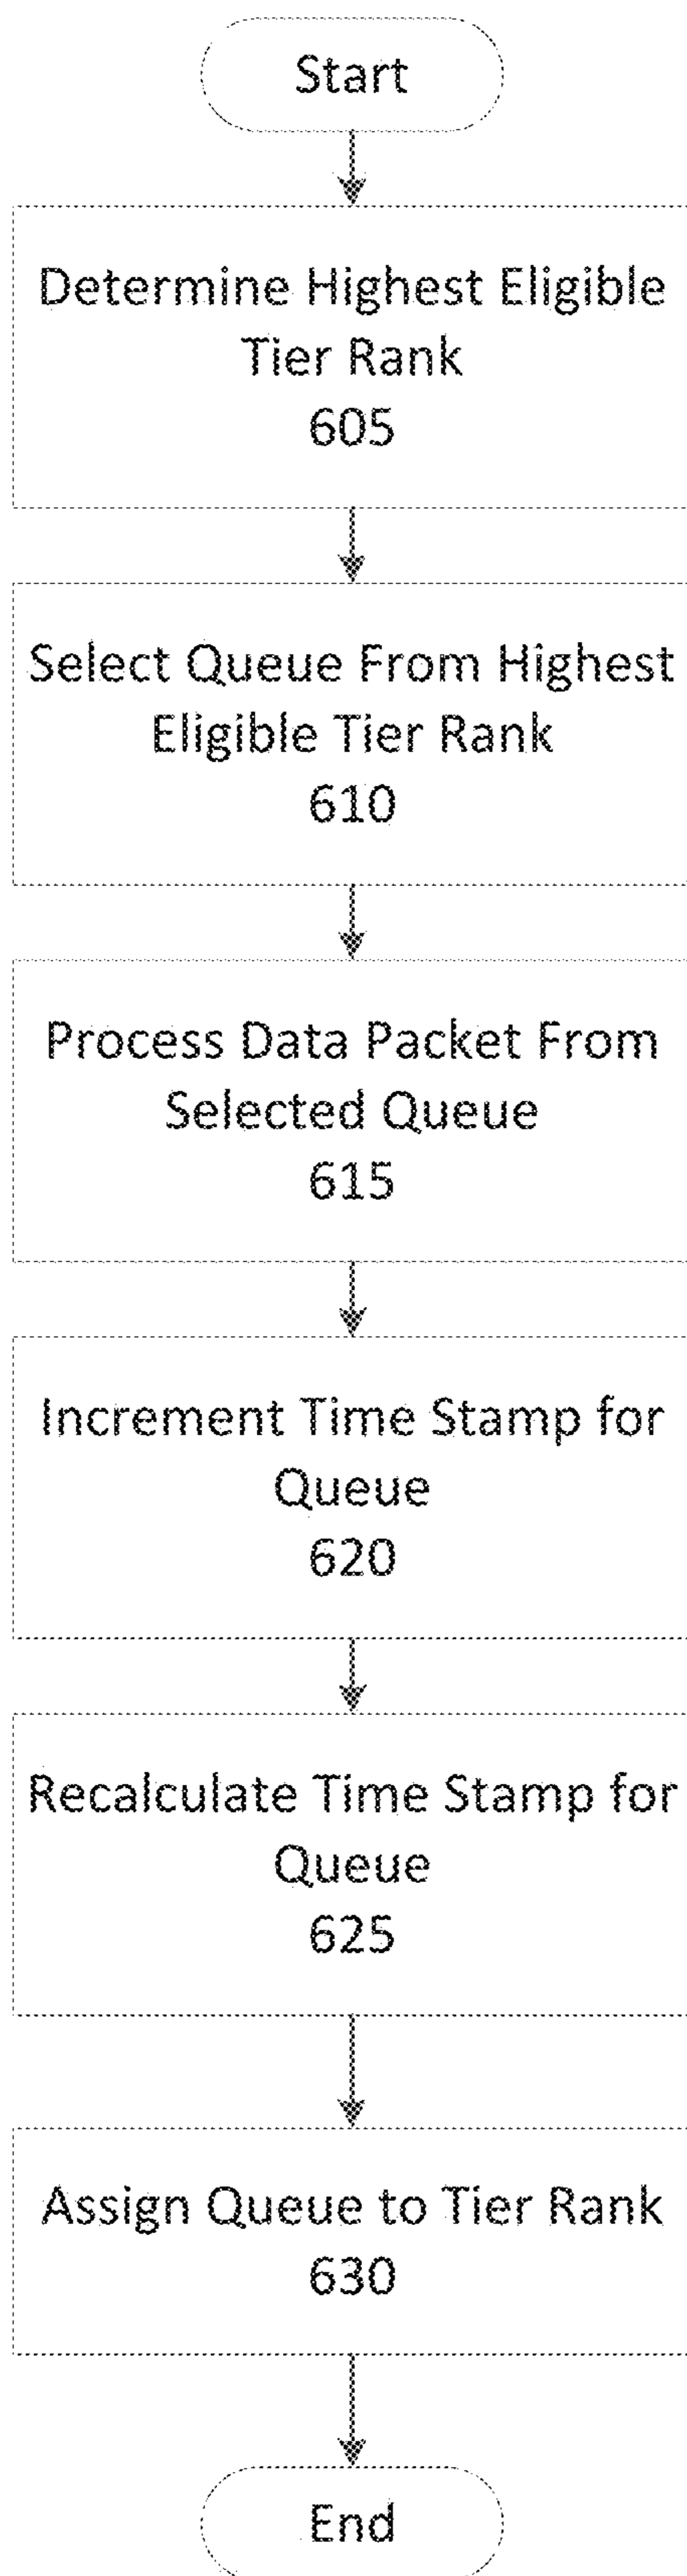 Start
Determine Highest Eligible
Tier Rank
605
Select Queue From Highest
Eligible Tier Rank
610
Process Data Packet From
Selected Queue
615
Increment Time Stamp for
Queue
620
Recalculate Time Stamp for
Queue
625
Assign Queue to Tier Rank
630
End